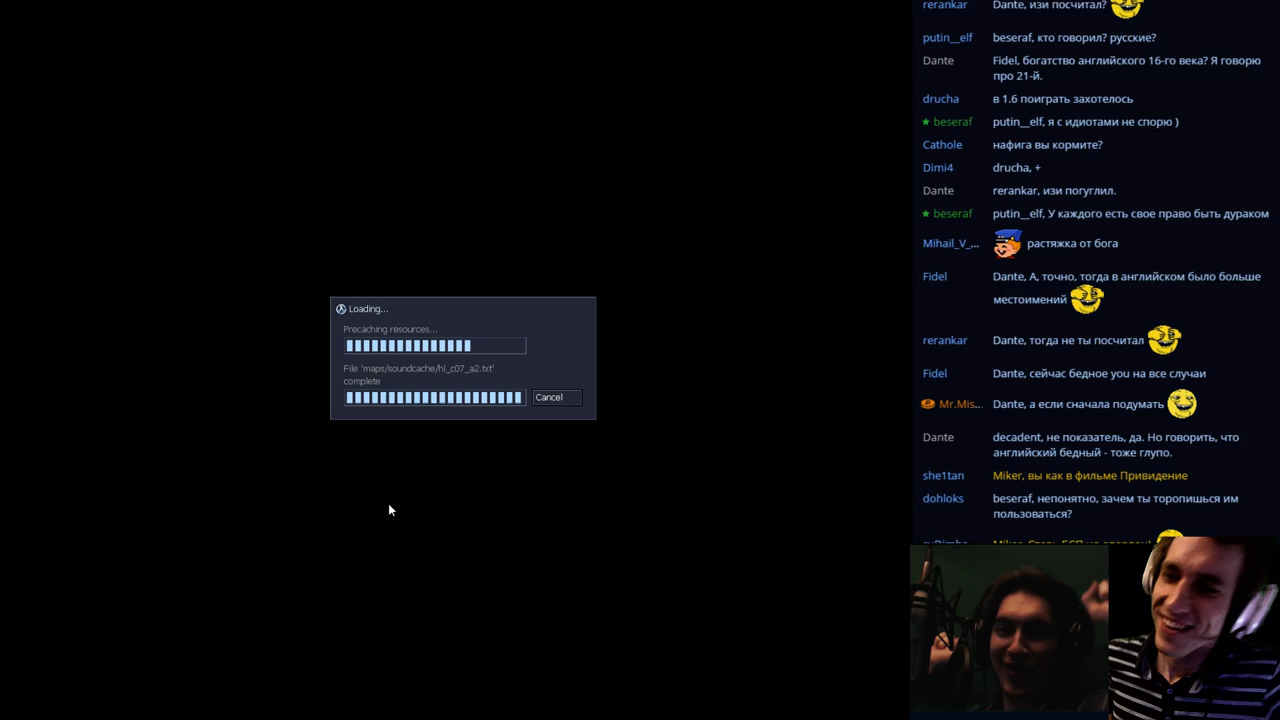 Loading...
Precaching resources...
File 'maps/soundcache/hl_c07_a2.txt'
complete
Cancel
rerankar Dante, изи посчитал?
putin__elf beseraf, кто говорил? русские?
Dante Fidel, богатство английского 16-го века? Я говорю
про 21-й.
drucha в 1.6 поиграть захотелось
beseraf putin__elf, я с идиотами не спорю )
Cathole нафига вы кормите?
Dimi4 drucha, +
Dante rerankar, изи погуглил.
beseraf putin__elf, У каждого есть свое право быть дураком
Mihail_V_... растяжка от бога
Fidel Dante, А, точно, тогда в английском было больше
местоимений
rerankar Dante, тогда не ты посчитал
Fidel Dante, сейчас бедное you на все случаи
Mr.Mis... Dante, а если сначала подумать
Dante decadent, не показатель, да. Но говорить, что
английский бедный - тоже глупо.
she1tan Miker, вы как в фильме Привидение
dohloks beseraf, непонятно, зачем ты торопишься им
пользоваться?